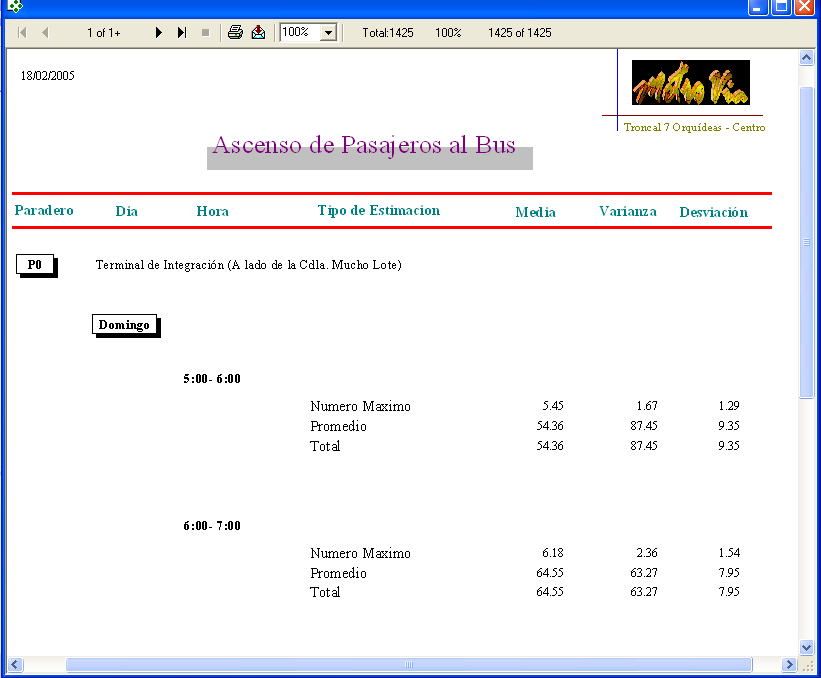 1 of 1+ 100% Total:1425 100% 1425 of 1425
18/02/2005
Troncal 7 Orquídeas - Centro
Ascenso de Pasajeros al Bus
Paradero Día Hora Tipo de Estimacion Media Varianza Desviación
P0 Terminal de Integración (A lado de la Cdla. Mucho Lote)
Domingo
5:00- 6:00
Numero Maximo 5.45 1.67 1.29
Promedio 54.36 87.45 9.35
Total 54.36 87.45 9.35
6:00- 7:00
Numero Maximo 6.18 2.36 1.54
Promedio 64.55 63.27 7.95
Total 64.55 63.27 7.95